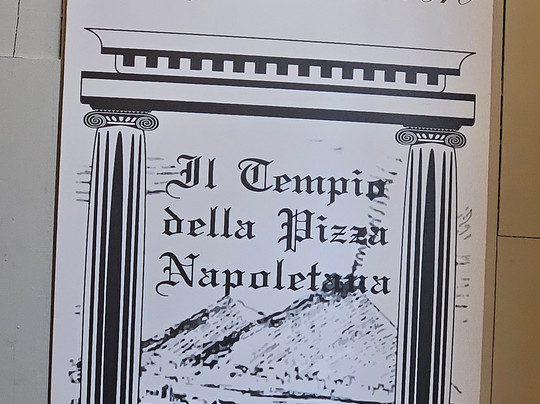 Il Tempio
della Pizza
Napoletana